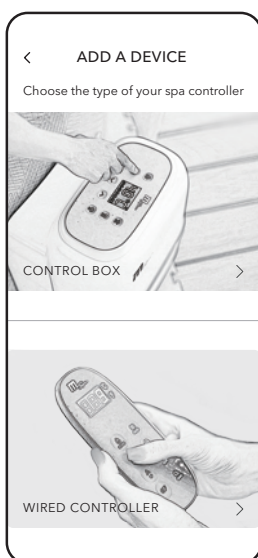 ADD A DEVICE
Choose the type of your spa controller
CONTROL BOX
WIRED CONTROLLER